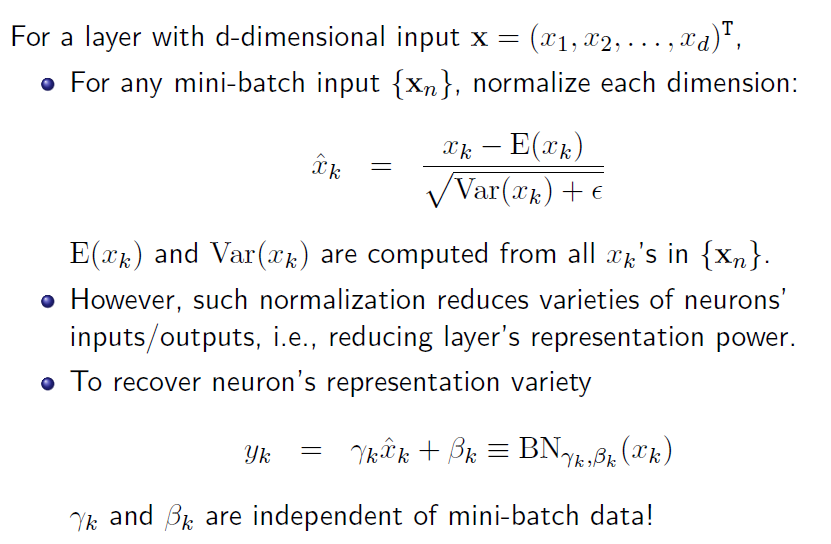 For a layer with d-dimensional input $\mathbf{x} = (x_1, x_2, \ldots, x_d)^{\mathtt{T}}$,
• For any mini-batch input $\{\mathbf{x}_n\}$, normalize each dimension:
$\hat{x}_k = \frac{x_k - \mathrm{E}(x_k)}{\sqrt{\mathrm{Var}(x_k) + \epsilon}}$
$\mathrm{E}(x_k)$ and $\mathrm{Var}(x_k)$ are computed from all $x_k$'s in $\{\mathbf{x}_n\}$.
• However, such normalization reduces varieties of neurons'
inputs/outputs, i.e., reducing layer's representation power.
• To recover neuron's representation variety
$y_k = \gamma_k \hat{x}_k + \beta_k \equiv \mathrm{BN}_{\gamma_k, \beta_k}(x_k)$
$\gamma_k$ and $\beta_k$ are independent of mini-batch data!